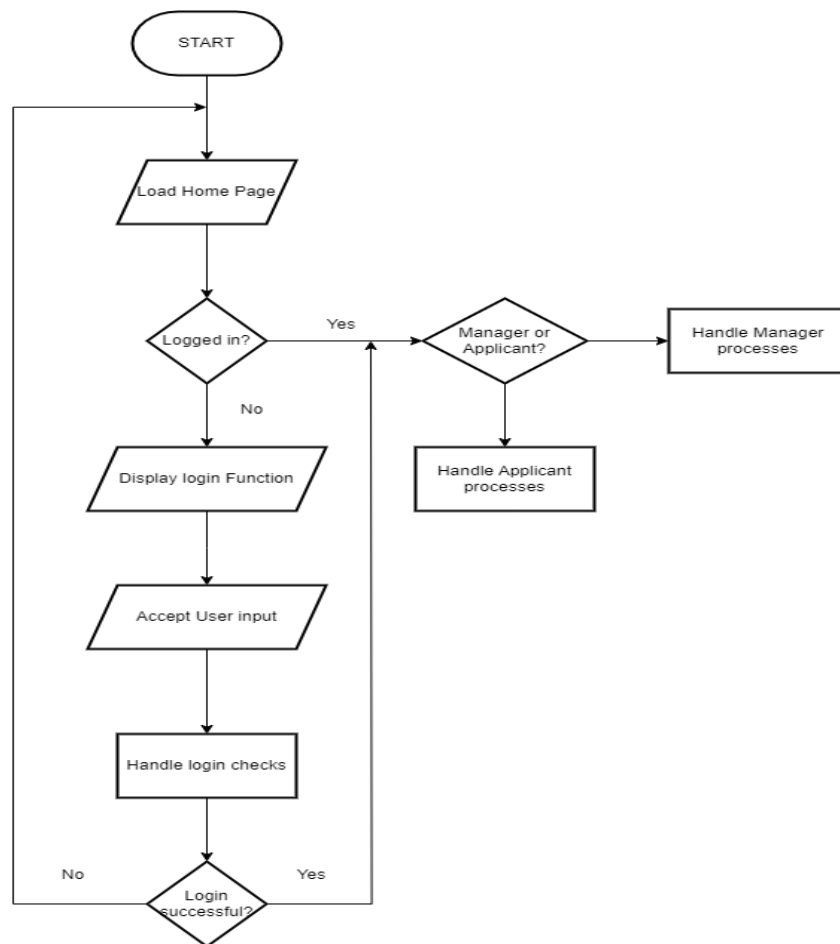 START
Load Home Page
Logged in?
Yes
Manager or
Applicant?
Handle Manager
processes
No
Display login Function
Handle Applicant
processes
Accept User input
Handle login checks
No
Yes
Login
successful?